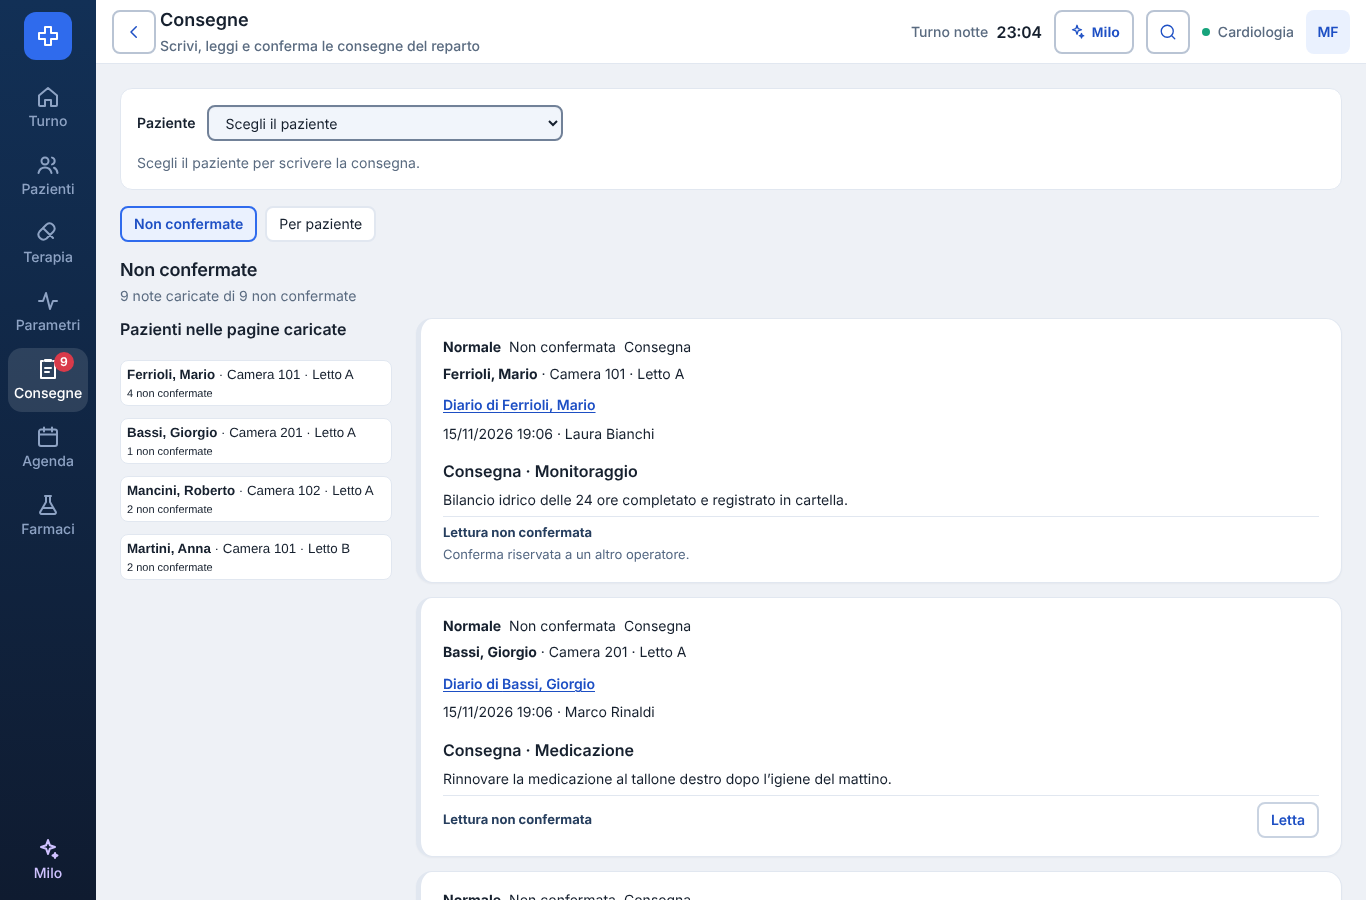 Turno
Pazienti
Terapia
Parametri
9
Consegne
Agenda
Farmaci
Milo
Consegne
Scrivi, leggi e conferma le consegne del reparto
Turno notte 23:04
Milo
Cardiologia
MF
Paziente
Scegli il paziente
Scegli il paziente per scrivere la consegna.
Non confermate
Per paziente
Non confermate
9 note caricate di 9 non confermate
Pazienti nelle pagine caricate
Ferrioli, Mario · Camera 101 · Letto A
4 non confermate
Bassi, Giorgio · Camera 201 · Letto A
1 non confermate
Mancini, Roberto · Camera 102 · Letto A
2 non confermate
Martini, Anna · Camera 101 · Letto B
2 non confermate
Normale Non confermata Consegna
Ferrioli, Mario · Camera 101 · Letto A
Diario di Ferrioli, Mario
15/11/2026 19:06 · Laura Bianchi
Consegna · Monitoraggio
Bilancio idrico delle 24 ore completato e registrato in cartella.
Lettura non confermata
Conferma riservata a un altro operatore.
Normale Non confermata Consegna
Bassi, Giorgio · Camera 201 · Letto A
Diario di Bassi, Giorgio
15/11/2026 19:06 · Marco Rinaldi
Consegna · Medicazione
Rinnovare la medicazione al tallone destro dopo l’igiene del mattino.
Lettura non confermata
Letta
Normale Non confermata Consegna